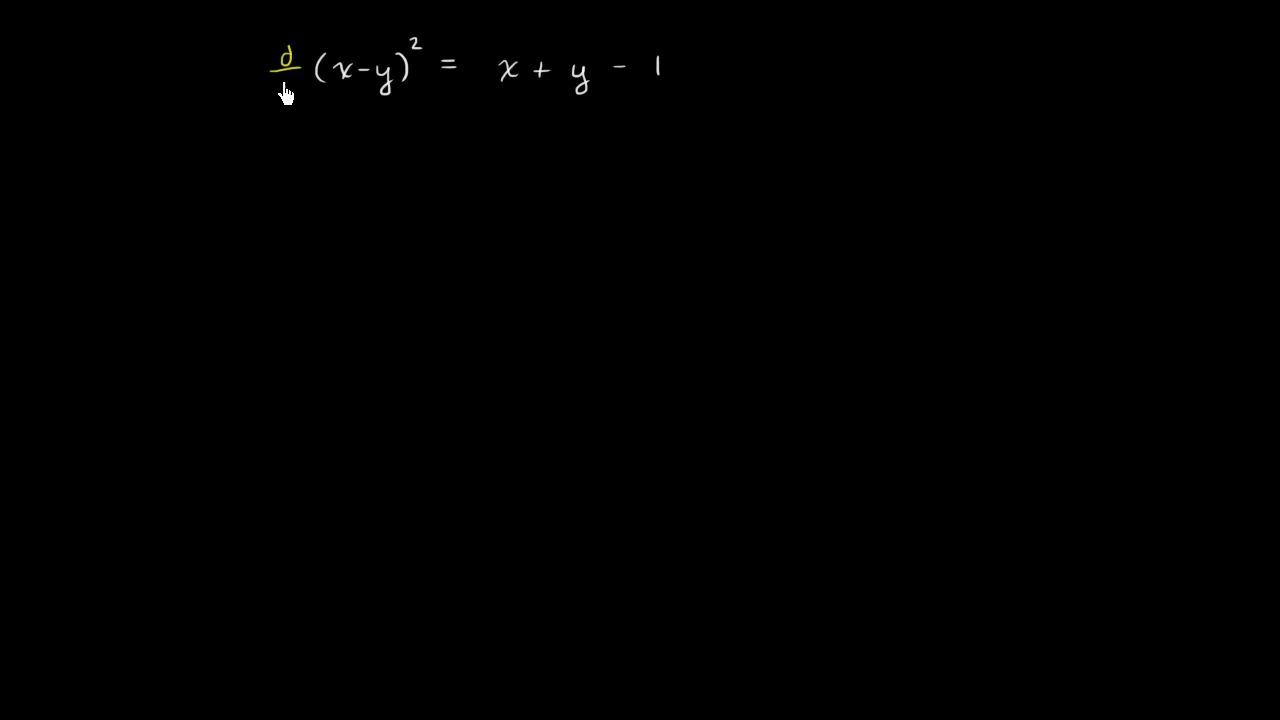 d/ (x-y)² = x + y - 1